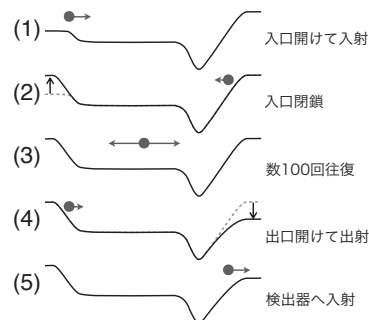 (1) 入口開けて入射
(2) 入口閉鎖
(3) 数100回往復
(4) 出口開けて出射
(5) 検出器へ入射